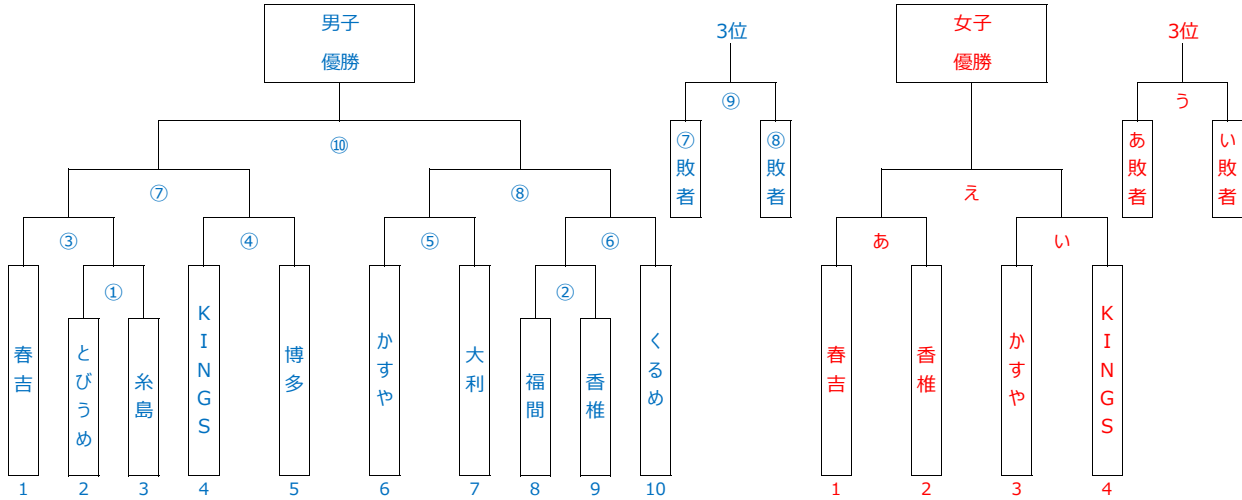 男子
優勝
3位
⑨
⑦敗者
⑧敗者
⑩
⑦
⑧
③
④
⑤
⑥
①
②
春吉
とびうめ
糸島
KINGS
博多
かすや
大利
福間
香椎
くるめ
1
2
3
4
5
6
7
8
9
10
女子
優勝
3位
う
あ敗者
い敗者
え
あ
い
春吉
香椎
かすや
KINGS
1
2
3
4